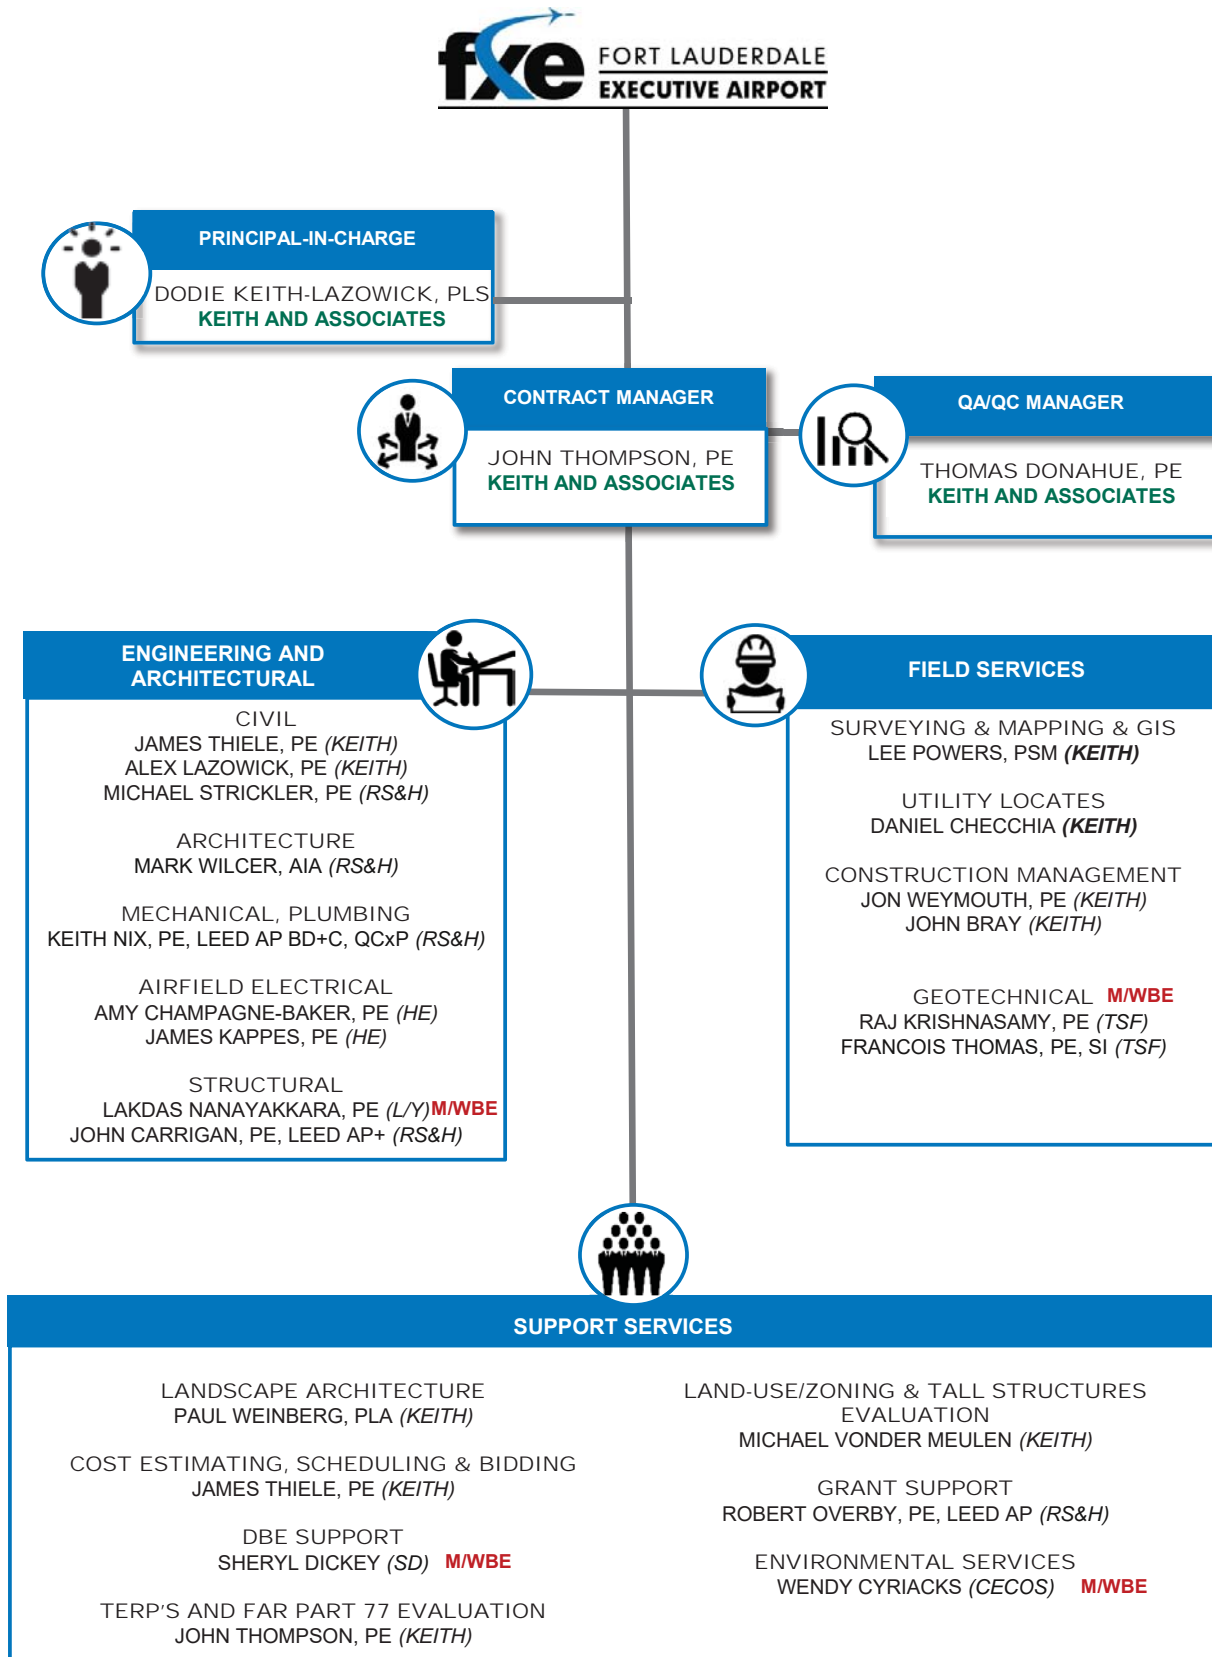 fxe FORT LAUDERDALE
EXECUTIVE AIRPORT
PRINCIPAL-IN-CHARGE
DODIE KEITH-LAZOWICK, PLS
KEITH AND ASSOCIATES
CONTRACT MANAGER
JOHN THOMPSON, PE
KEITH AND ASSOCIATES
QA/QC MANAGER
THOMAS DONAHUE, PE
KEITH AND ASSOCIATES
ENGINEERING AND
ARCHITECTURAL
CIVIL
JAMES THIELE, PE (KEITH)
ALEX LAZOWICK, PE (KEITH)
MICHAEL STRICKLER, PE (RS&H)
ARCHITECTURE
MARK WILCER, AIA (RS&H)
MECHANICAL, PLUMBING
KEITH NIX, PE, LEED AP BD+C, QCxP (RS&H)
AIRFIELD ELECTRICAL
AMY CHAMPAGNE-BAKER, PE (HE)
JAMES KAPPES, PE (HE)
STRUCTURAL
LAKDAS NANAYAKKARA, PE (L/Y) M/WBE
JOHN CARRIGAN, PE, LEED AP+ (RS&H)
FIELD SERVICES
SURVEYING & MAPPING & GIS
LEE POWERS, PSM (KEITH)
UTILITY LOCATES
DANIEL CHECCHIA (KEITH)
CONSTRUCTION MANAGEMENT
JON WEYMOUTH, PE (KEITH)
JOHN BRAY (KEITH)
GEOTECHNICAL M/WBE
RAJ KRISHNASAMY, PE (TSF)
FRANCOIS THOMAS, PE, SI (TSF)
SUPPORT SERVICES
LANDSCAPE ARCHITECTURE
PAUL WEINBERG, PLA (KEITH)
COST ESTIMATING, SCHEDULING & BIDDING
JAMES THIELE, PE (KEITH)
DBE SUPPORT
SHERYL DICKEY (SD) M/WBE
TERP'S AND FAR PART 77 EVALUATION
JOHN THOMPSON, PE (KEITH)
LAND-USE/ZONING & TALL STRUCTURES
EVALUATION
MICHAEL VONDER MEULEN (KEITH)
GRANT SUPPORT
ROBERT OVERBY, PE, LEED AP (RS&H)
ENVIRONMENTAL SERVICES
WENDY CYRIACKS (CECOS) M/WBE